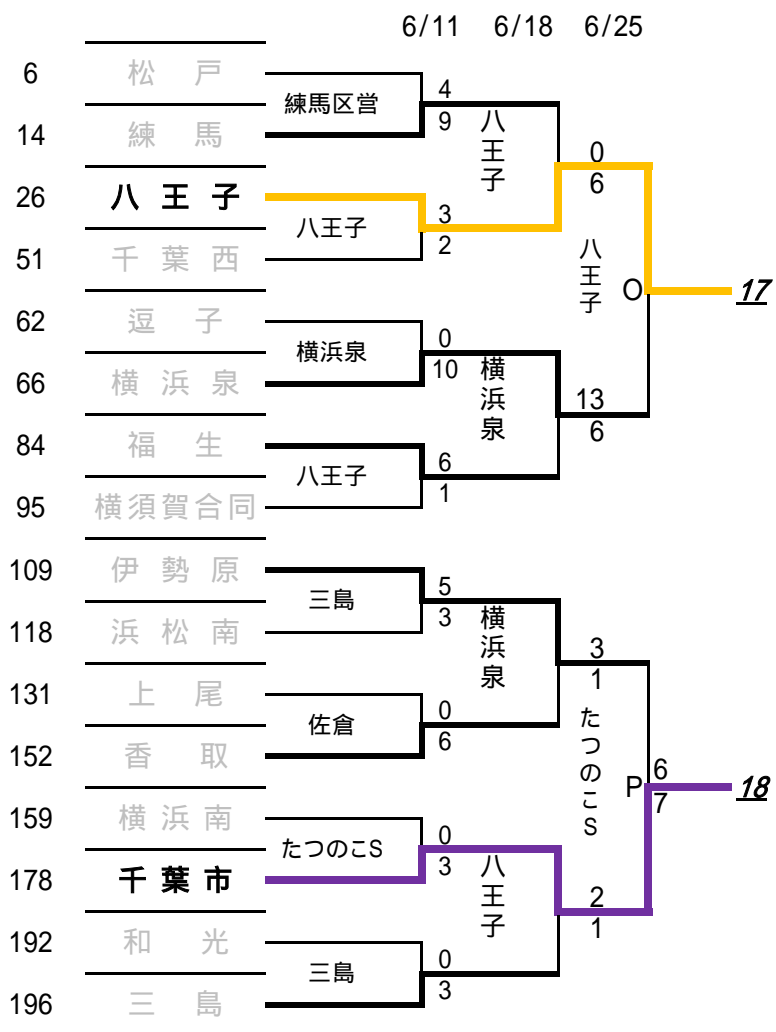 6/11 6/18 6/25
6 松戸
練馬区営
4
9
14 練馬
八王子
0
6
26 八王子
八王子
3
2
51 千葉西
八王子
O
17
62 逗子
横浜泉
0
10
66 横浜泉
横浜泉
13
6
84 福生
八王子
6
1
95 横須賀合同
109 伊勢原
三島
5
3
118 浜松南
横浜泉
3
1
131 上尾
佐倉
0
6
152 香取
たつのこS
P
6
7
18
159 横浜南
たつのこS
0
3
178 千葉市
八王子
2
1
192 和光
三島
0
3
196 三島